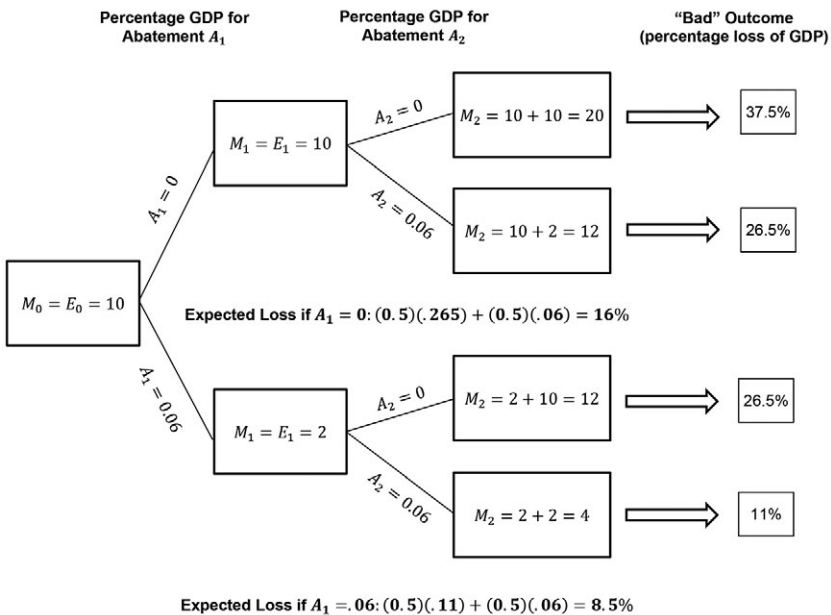 Percentage GDP for
Abatement A₁
Percentage GDP for
Abatement A₂
“Bad” Outcome
(percentage loss of GDP)
A₁ = 0
M₁ = E₁ = 10
A₂ = 0
M₂ = 10 + 10 = 20
37.5%
A₂ = 0.06
M₂ = 10 + 2 = 12
26.5%
M₀ = E₀ = 10
Expected Loss if A₁ = 0: (0.5)(.265) + (0.5)(.06) = 16%
A₁ = 0.06
M₁ = E₁ = 2
A₂ = 0
M₂ = 2 + 10 = 12
26.5%
A₂ = 0.06
M₂ = 2 + 2 = 4
11%
Expected Loss if A₁ =.06: (0.5)(.11) + (0.5)(.06) = 8.5%